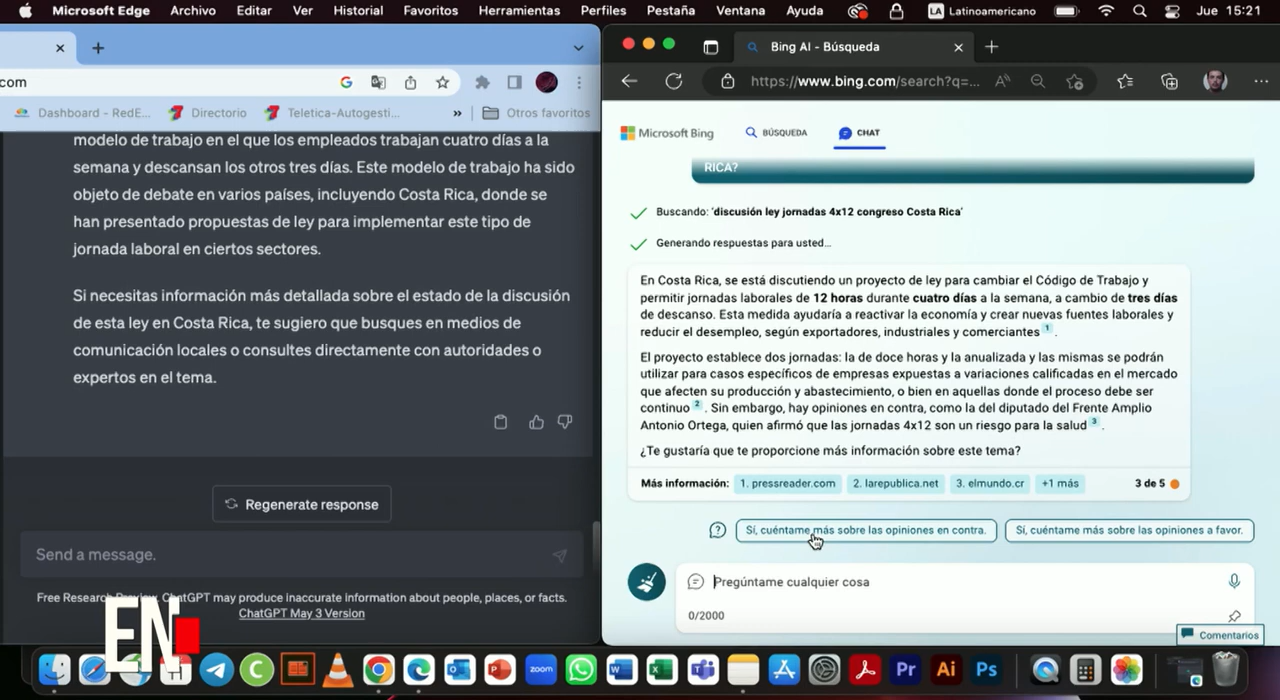 Microsoft Edge Archivo Editar Ver Historial Favoritos Herramientas Perfiles Pestaña Ventana Ayuda LA Latinoamericano Jue 15:21
com
Dashboard - RedE... Directorio Teletica-Autogesti... » Otros favoritos
modelo de trabajo en el que los empleados trabajan cuatro días a la
semana y descansan los otros tres días. Este modelo de trabajo ha sido
objeto de debate en varios países, incluyendo Costa Rica, donde se
han presentado propuestas de ley para implementar este tipo de
jornada laboral en ciertos sectores.
Si necesitas información más detallada sobre el estado de la discusión
de esta ley en Costa Rica, te sugiero que busques en medios de
comunicación locales o consultes directamente con autoridades o
expertos en el tema.
Regenerate response
Send a message.
Free Research Preview. ChatGPT may produce inaccurate information about people, places, or facts.
ChatGPT May 3 Version
EN
Bing AI - Búsqueda
https://www.bing.com/search?q=...
Microsoft Bing BÚSQUEDA CHAT
RICA?
Buscando: 'discusión ley jornadas 4x12 congreso Costa Rica'
Generando respuestas para usted...
En Costa Rica, se está discutiendo un proyecto de ley para cambiar el Código de Trabajo y
permitir jornadas laborales de 12 horas durante cuatro días a la semana, a cambio de tres días
de descanso. Esta medida ayudaría a reactivar la economía y crear nuevas fuentes laborales y
reducir el desempleo, según exportadores, industriales y comerciantes 1 .
El proyecto establece dos jornadas: la de doce horas y la anualizada y las mismas se podrán
utilizar para casos específicos de empresas expuestas a variaciones calificadas en el mercado
que afecten su producción y abastecimiento, o bien en aquellas donde el proceso debe ser
continuo 2 . Sin embargo, hay opiniones en contra, como la del diputado del Frente Amplio
Antonio Ortega, quien afirmó que las jornadas 4x12 son un riesgo para la salud 3 .
¿Te gustaría que te proporcione más información sobre este tema?
Más información: 1. pressreader.com 2. larepublica.net 3. elmundo.cr +1 más 3 de 5
Sí, cuéntame más sobre las opiniones en contra. Sí, cuéntame más sobre las opiniones a favor.
Pregúntame cualquier cosa
0/2000
Comentarios
zoom Pr Ai Ps